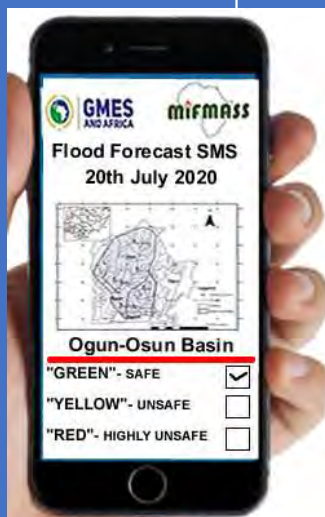 GMES
AND AFRICA
MIFMASS
Flood Forecast SMS
20th July 2020
Ogun-Osun Basin
"GREEN"- SAFE
"YELLOW"- UNSAFE
"RED"- HIGHLY UNSAFE